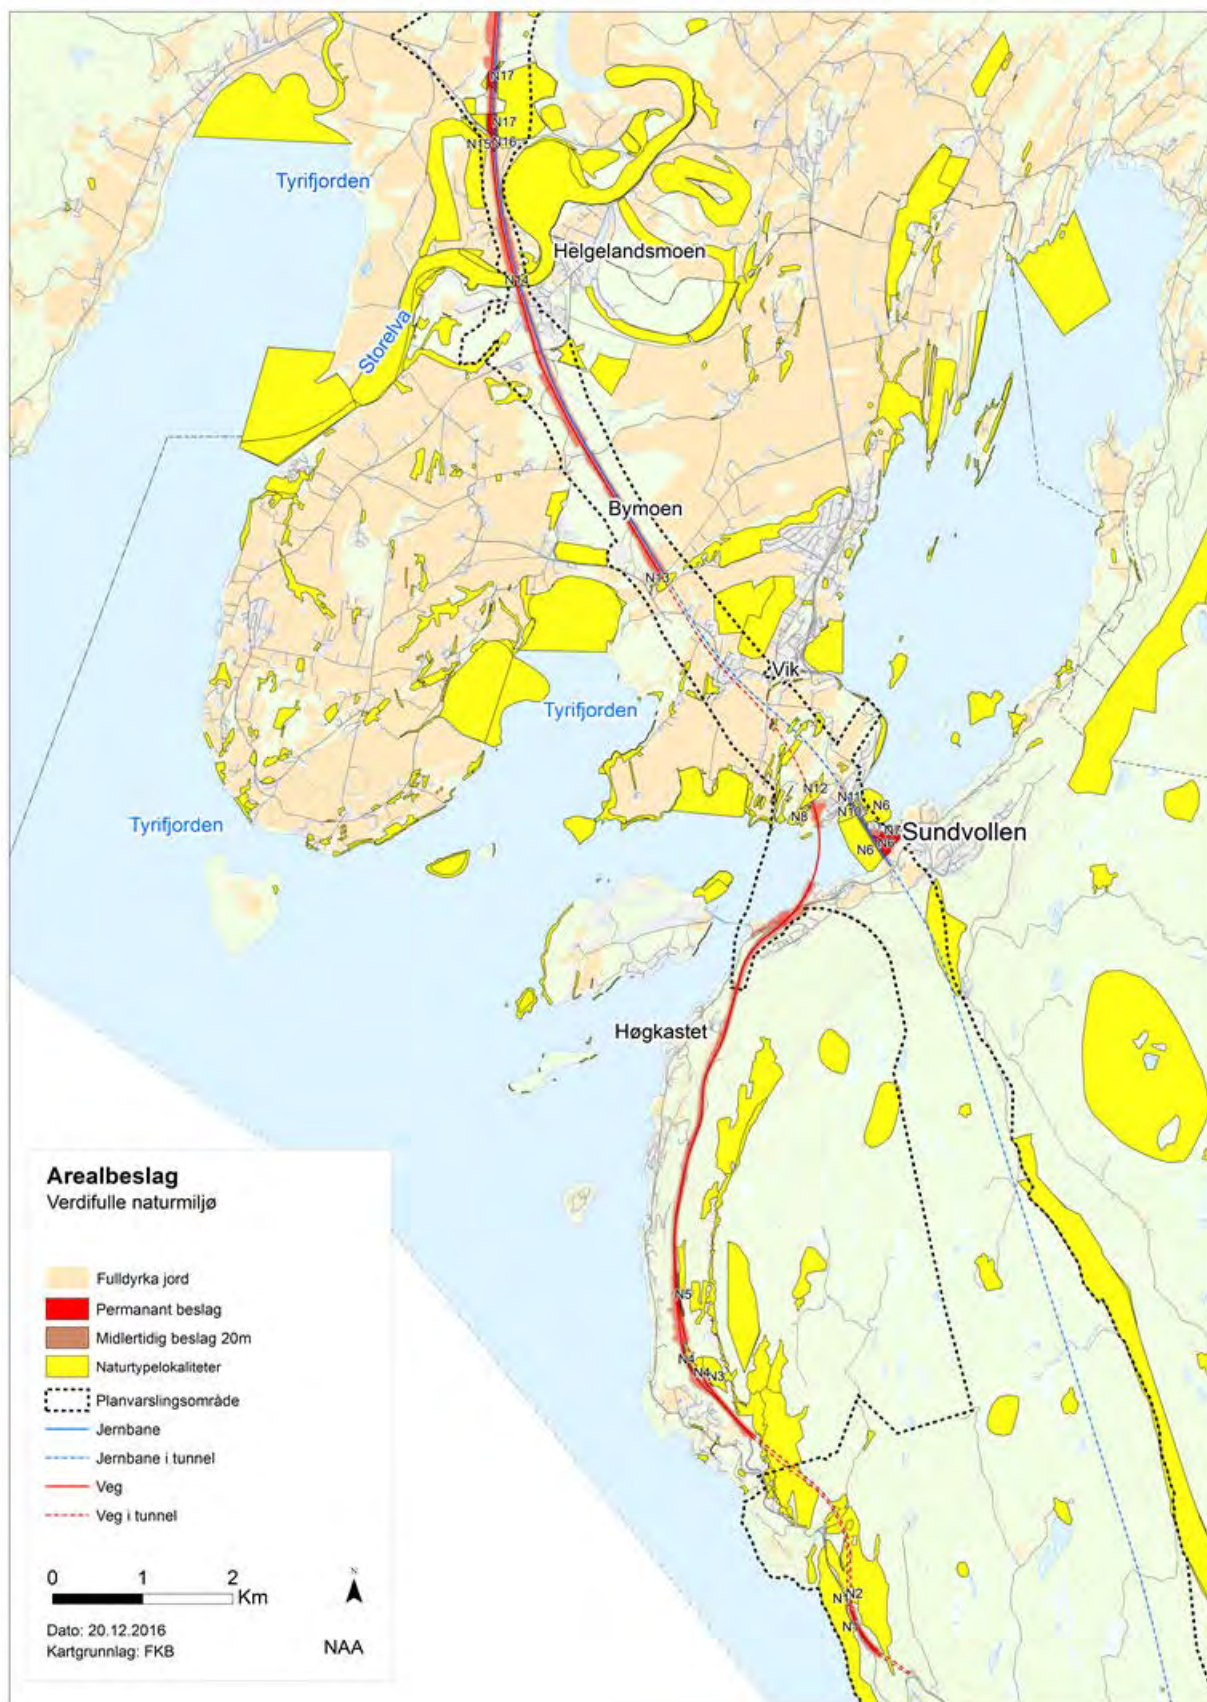 N17
N17
N15
N16
Tyrifjorden
Helgelandsmoen
N14
Storelva
Bymoen
N13
Vik
Tyrifjorden
Tyrifjorden
N12
N11
N10
N6
N8
Sundvollen
N6
N6
Høgkastet
Arealbeslag
Verdifulle naturmiljø
Fulldyrka jord
Permanant beslag
Midlertidig beslag 20m
Naturtypelokaliteter
Planvarslingsområde
Jernbane
Jernbane i tunnel
Veg
Veg i tunnel
N5
N4
N4
N3
N2
N1
0 1 2
Km
N
Dato: 20.12.2016
Kartgrunnlag: FKB
NAA